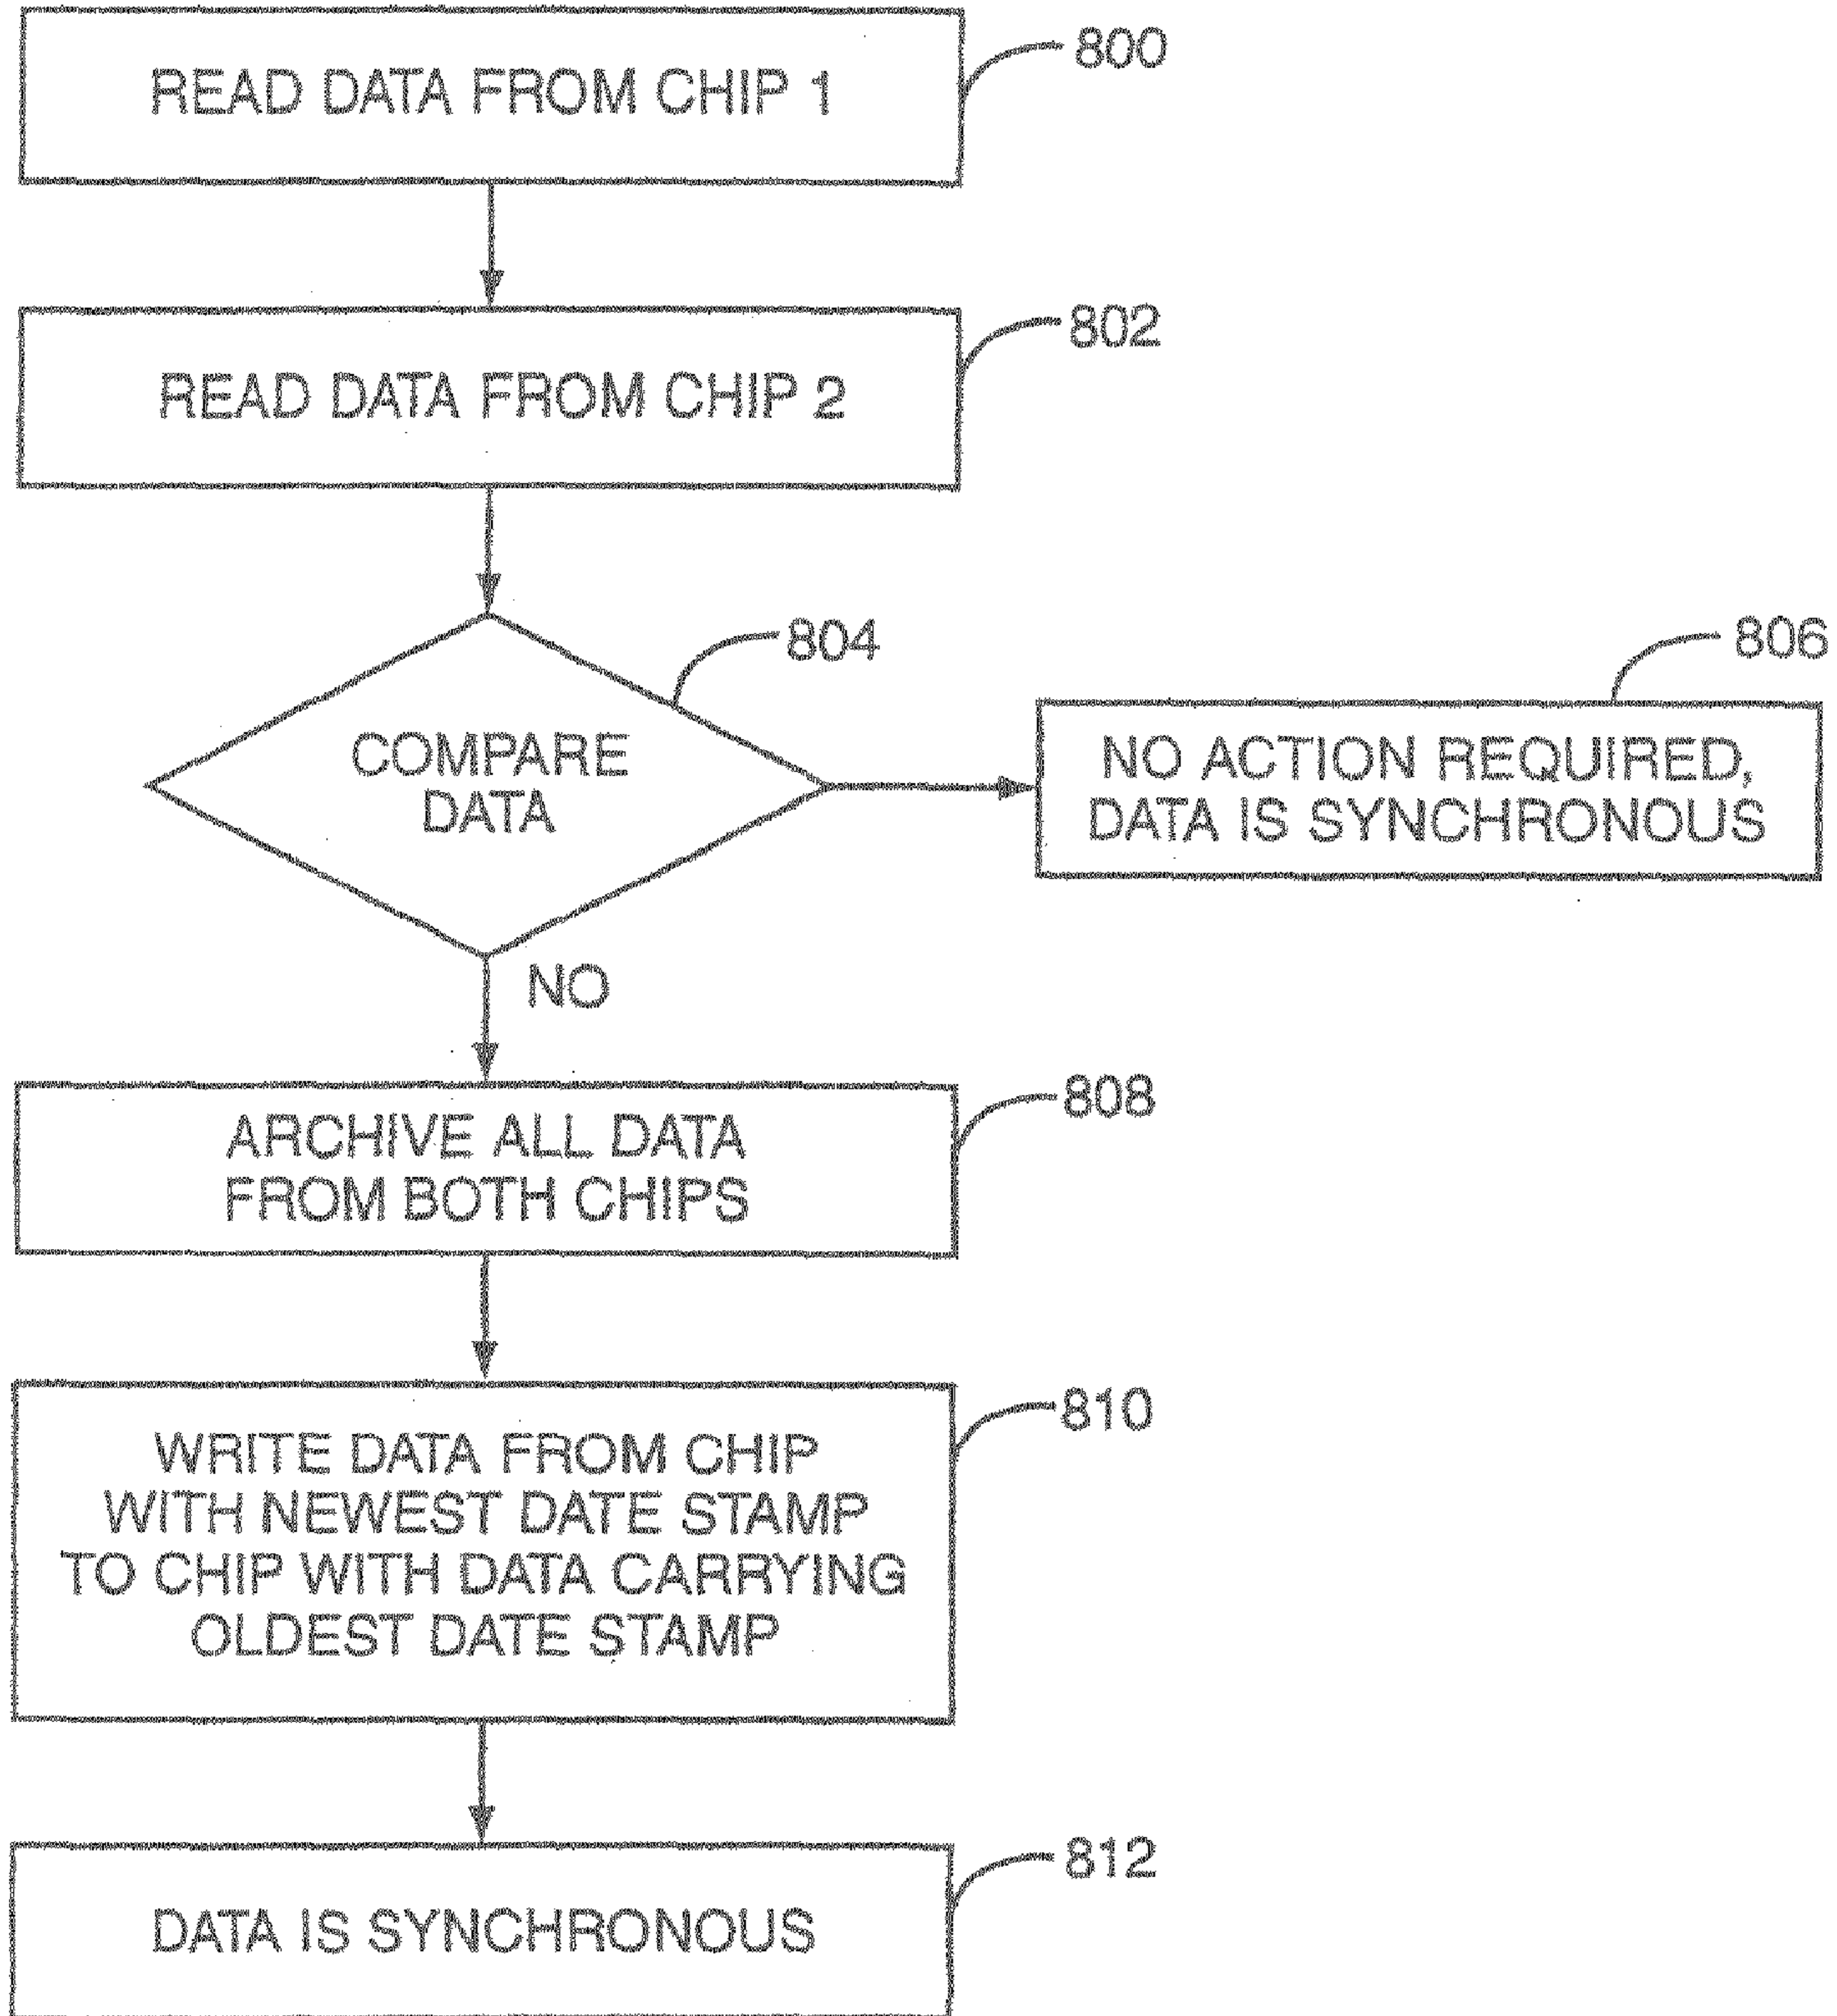 READ DATA FROM CHIP 1
800
READ DATA FROM CHIP 2
802
COMPARE
DATA
804
NO ACTION REQUIRED,
DATA IS SYNCHRONOUS
806
NO
ARCHIVE ALL DATA
FROM BOTH CHIPS
808
WRITE DATA FROM CHIP
WITH NEWEST DATE STAMP
TO CHIP WITH DATA CARRYING
OLDEST DATE STAMP
810
DATA IS SYNCHRONOUS
812